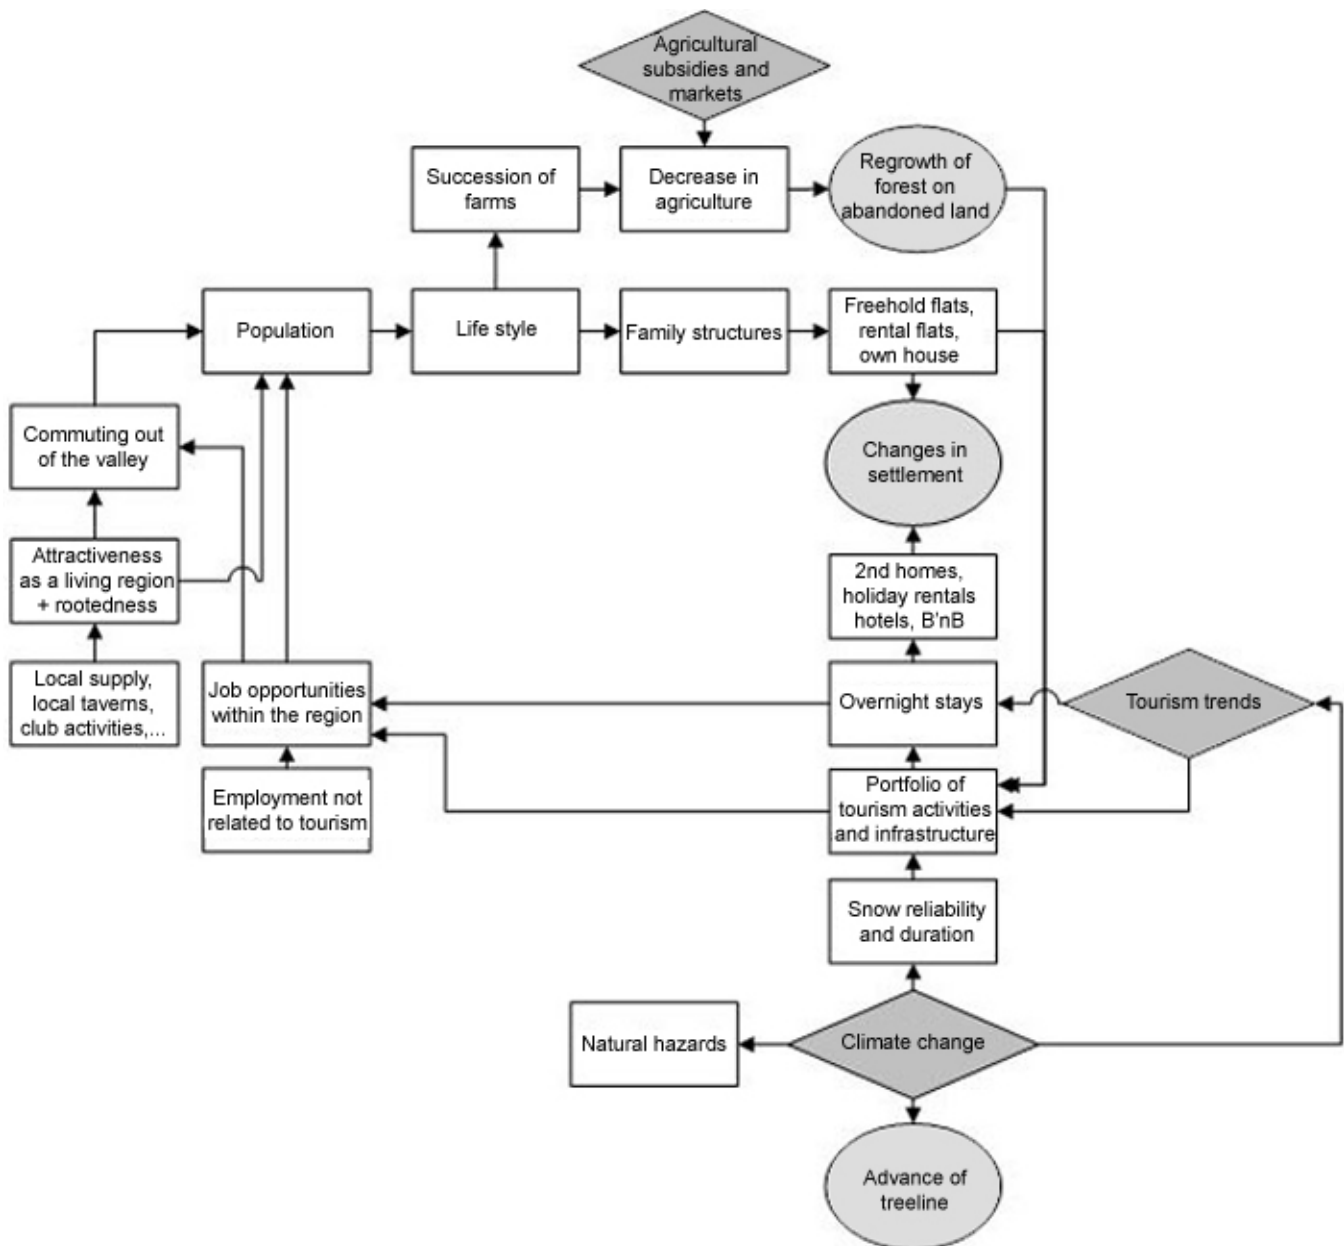 Agricultural
subsidies and
markets
Succession of
farms
Decrease in
agriculture
Regrowth of
forest on
abandoned land
Population
Life style
Family structures
Freehold flats,
rental flats,
own house
Commuting out
of the valley
Changes in
settlement
Attractiveness
as a living region
+ rootedness
2nd homes,
holiday rentals
hotels, B'nB
Local supply,
local taverns,
club activities,...
Job opportunities
within the region
Overnight stays
Tourism trends
Employment not
related to tourism
Portfolio of
tourism activities
and infrastructure
Snow reliability
and duration
Natural hazards
Climate change
Advance of
treeline